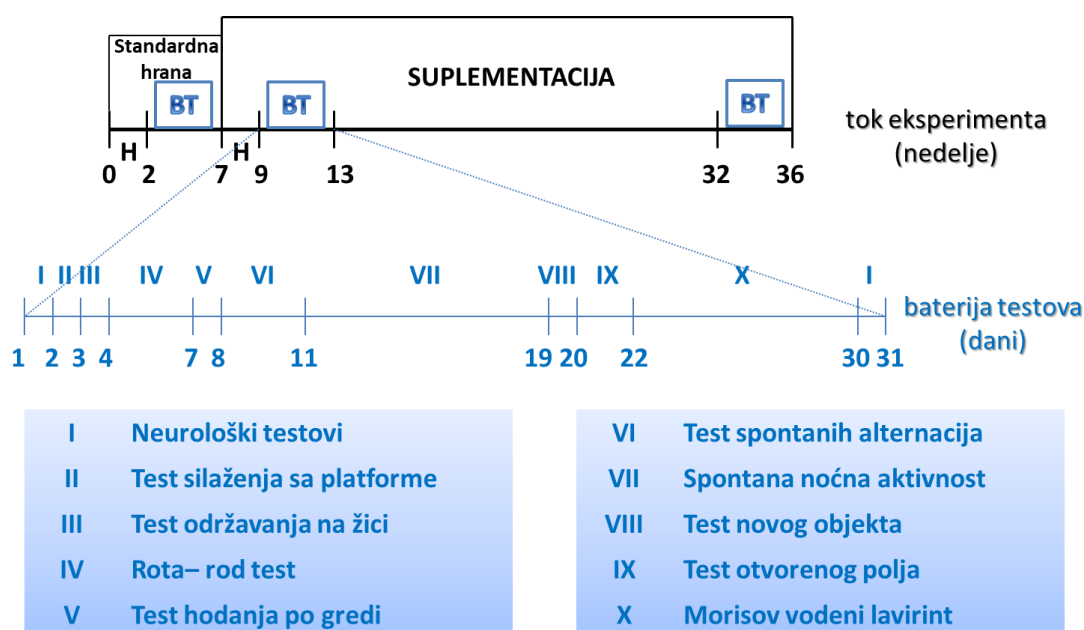 Standardna
hrana
SUPLEMENTACIJA
BT
BT
BT
tok eksperimenta
(nedelje)
H
H
0 2 7 9 13 32 36
I II III IV V VI VII VIII IX X I
baterija testova
(dani)
1 2 3 4 7 8 11 19 20 22 30 31
I Neurološki testovi
II Test silaženja sa platforme
III Test održavanja na žici
IV Rota– rod test
V Test hodanja po gredi
VI Test spontanih alternacija
VII Spontana noćna aktivnost
VIII Test novog objekta
IX Test otvorenog polja
X Morisov vodeni lavirint